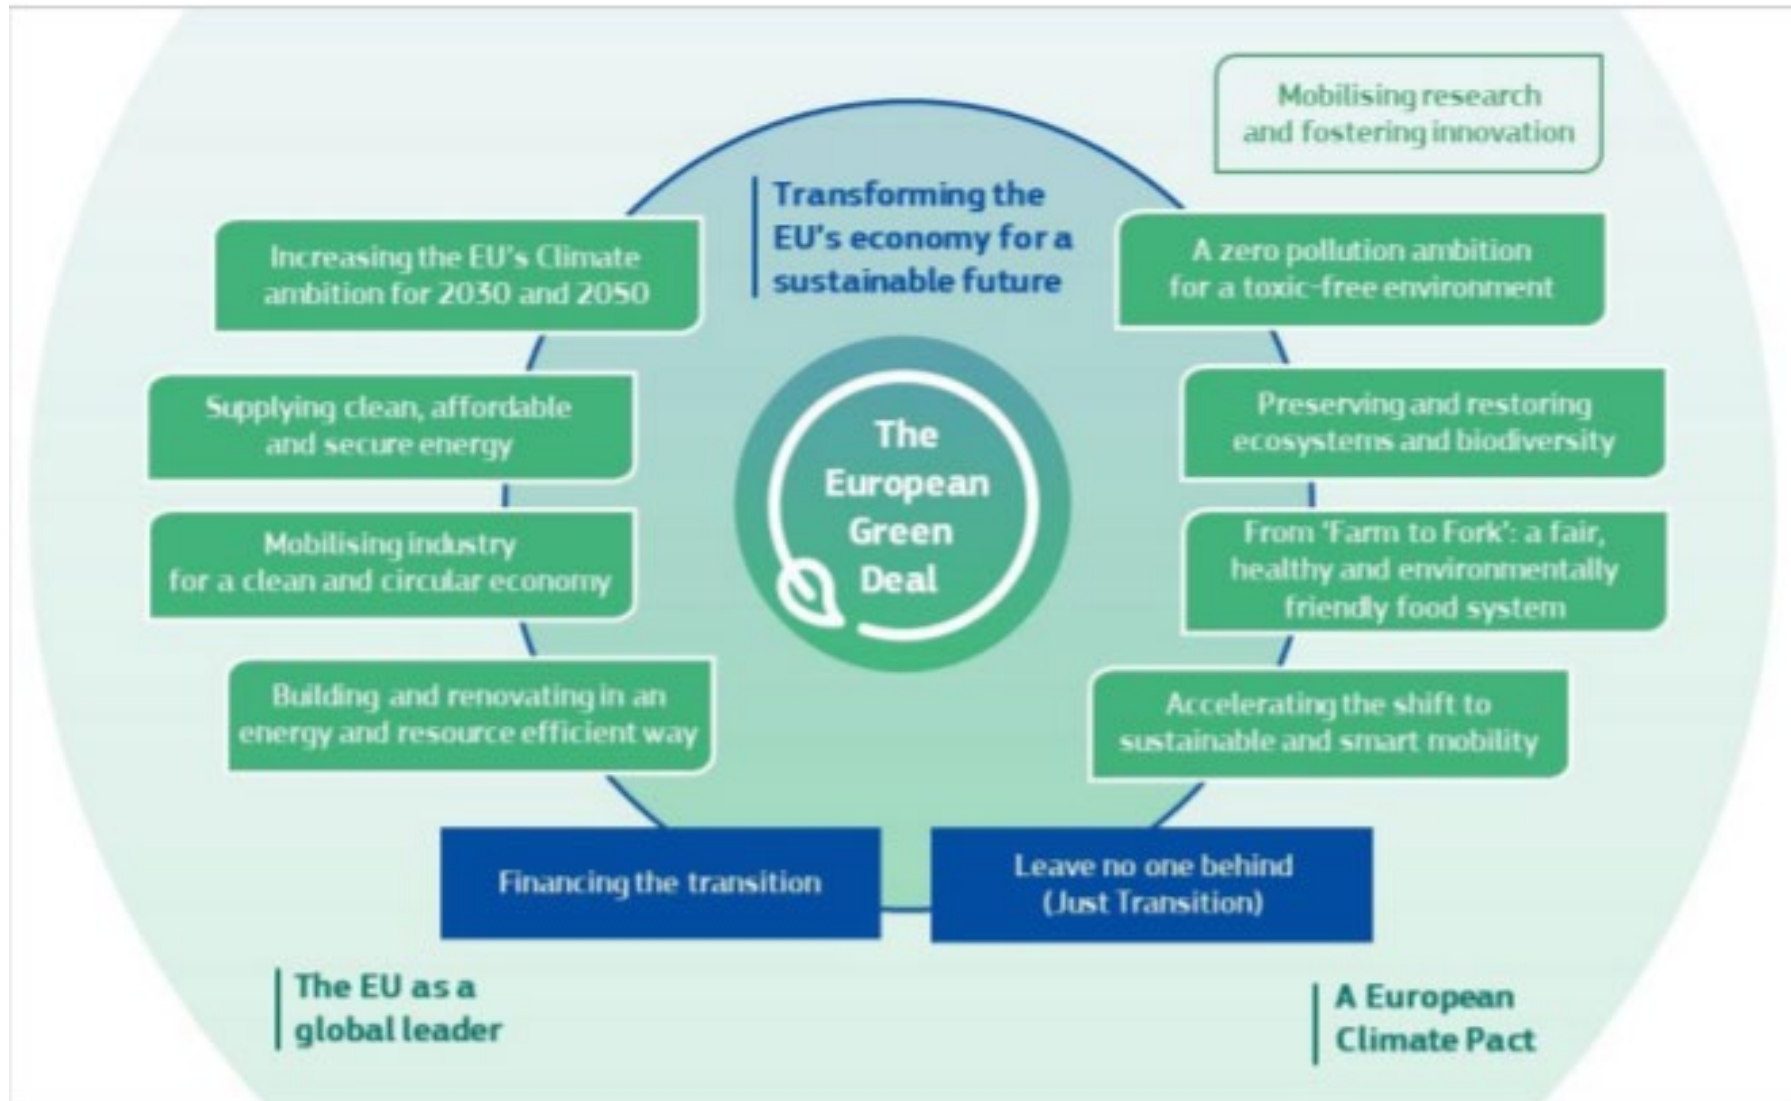 Mobilising research
and fostering innovation
Transforming the
EU's economy for a
sustainable future
Increasing the EU's Climate
ambition for 2030 and 2050
Supplying clean, affordable
and secure energy
Mobilising industry
for a clean and circular economy
Building and renovating in an
energy and resource efficient way
The
European
Green
Deal
A zero pollution ambition
for a toxic-free environment
Preserving and restoring
ecosystems and biodiversity
From 'Farm to Fork': a fair,
healthy and environmentally
friendly food system
Accelerating the shift to
sustainable and smart mobility
Financing the transition
Leave no one behind
(Just Transition)
The EU as a
global leader
A European
Climate Pact